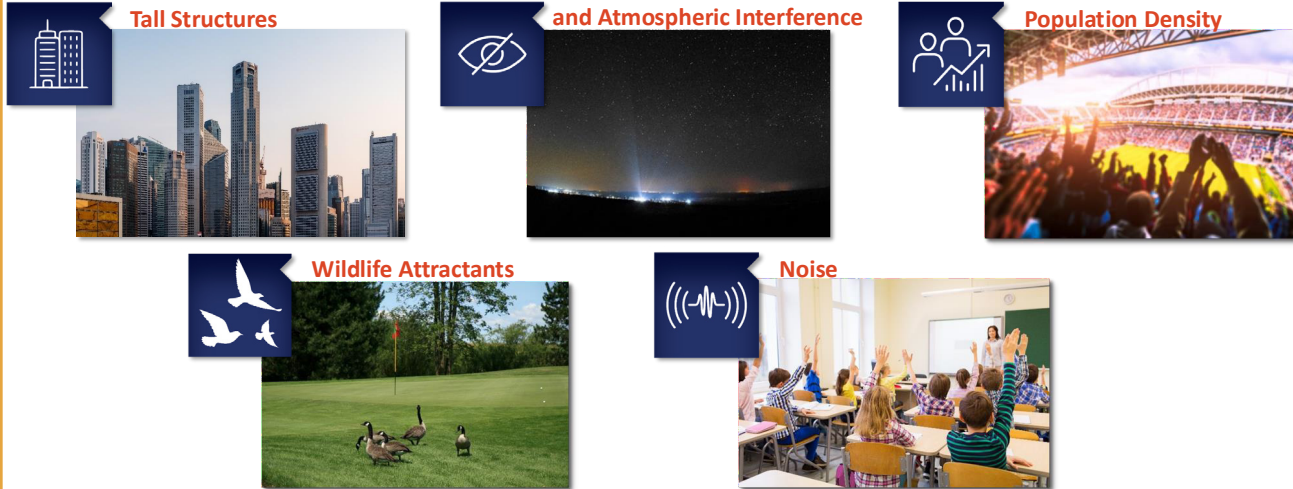 Tall Structures
and Atmospheric Interference
Population Density
Wildlife Attractants
Noise